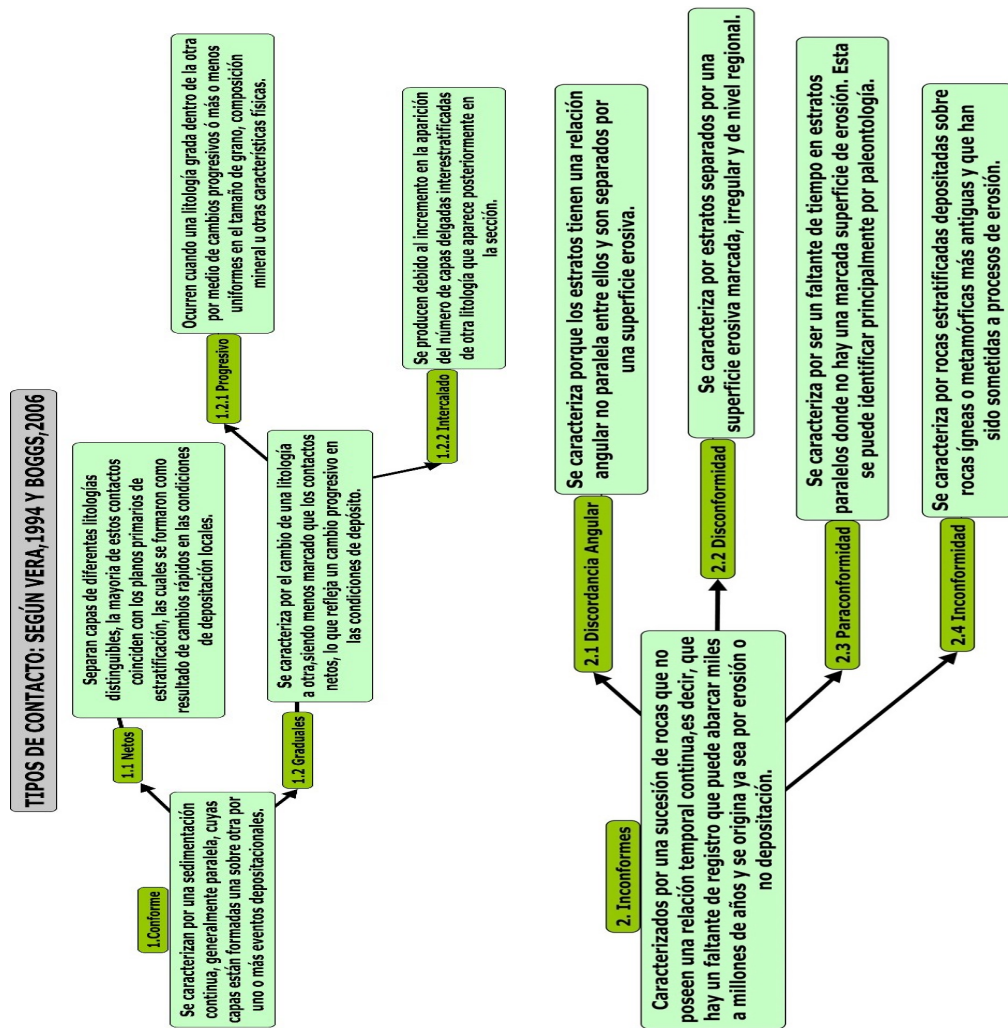 TIPOS DE CONTACTO: SEGÚN VERA,1994 Y BOGGS,2006
1.Conforme
Se caracterizan por una sedimentación
continua, generalmente paralela, cuyas
capas están formadas una sobre otra por
uno o más eventos depositacionales.
1.1 Netos
Separan capas de diferentes litologías
distinguibles, la mayoria de estos contactos
coinciden con los planos primarios de
estratificación, las cuales se formaron como
resultado de cambios rápidos en las condiciones
de depositación locales.
1.2 Graduales
Se caracteriza por el cambio de una litología
a otra,siendo menos marcado que los contactos
netos, lo que refleja un cambio progresivo en
las condiciones de depósito.
1.2.1 Progresivo
Ocurren cuando una litología grada dentro de la otra
por medio de cambios progresivos ó más o menos
uniformes en el tamaño de grano, composición
mineral u otras características físicas.
1.2.2 Intercalado
Se producen debido al incremento en la aparición
del número de capas delgadas interestratificadas
de otra litología que aparece posteriormente en
la sección.
2. Inconformes
Caracterizados por una sucesión de rocas que no
poseen una relación temporal continua,es decir, que
hay un faltante de registro que puede abarcar miles
a millones de años y se origina ya sea por erosión o
no depositación.
2.1 Discordancia Angular
Se caracteriza porque los estratos tienen una relación
angular no paralela entre ellos y son separados por
una superficie erosiva.
2.2 Disconformidad
Se caracteriza por estratos separados por una
superficie erosiva marcada, irregular y de nivel regional.
2.3 Paraconformidad
Se caracteriza por ser un faltante de tiempo en estratos
paralelos donde no hay una marcada superficie de erosión. Esta
se puede identificar principalmente por paleontología.
2.4 Inconformidad
Se caracteriza por rocas estratificadas depositadas sobre
rocas ígneas o metamórficas más antiguas y que han
sido sometidas a procesos de erosión.